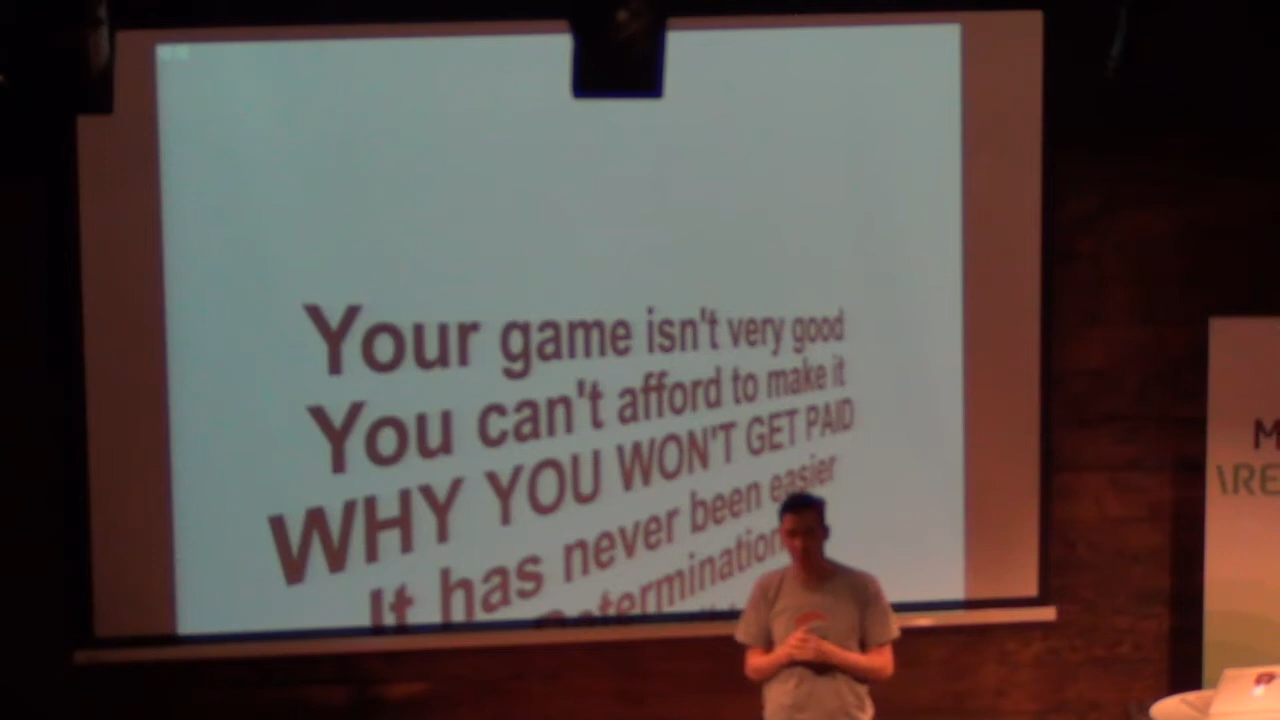 Your game isn't very good
You can't afford to make it
WHY YOU WON'T GET PAID
It has never been easier
Determination